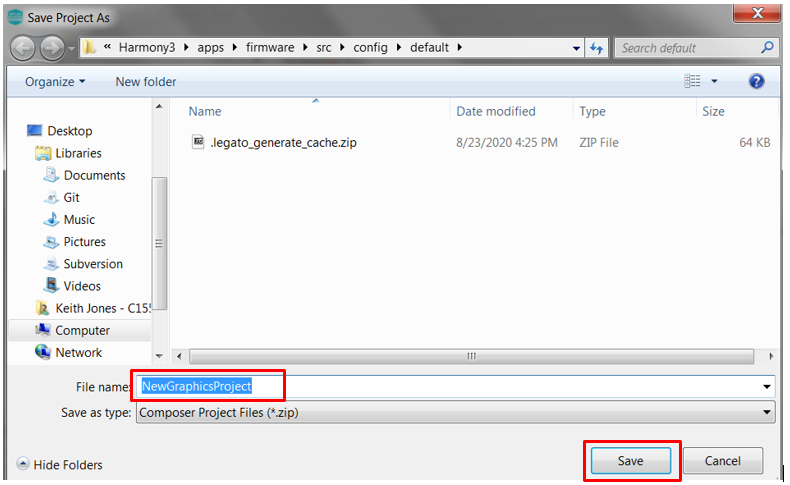 Save Project As
« Harmony3 apps firmware src config default Search default
Organize New folder
Name Date modified Type Size
.legato_generate_cache.zip 8/23/2020 4:25 PM ZIP File 64 KB
Desktop
Libraries
Documents
Git
Music
Pictures
Subversion
Videos
Keith Jones - C155
Computer
Network
File name: NewGraphicsProject
Save as type: Composer Project Files (*.zip)
Hide Folders Save Cancel